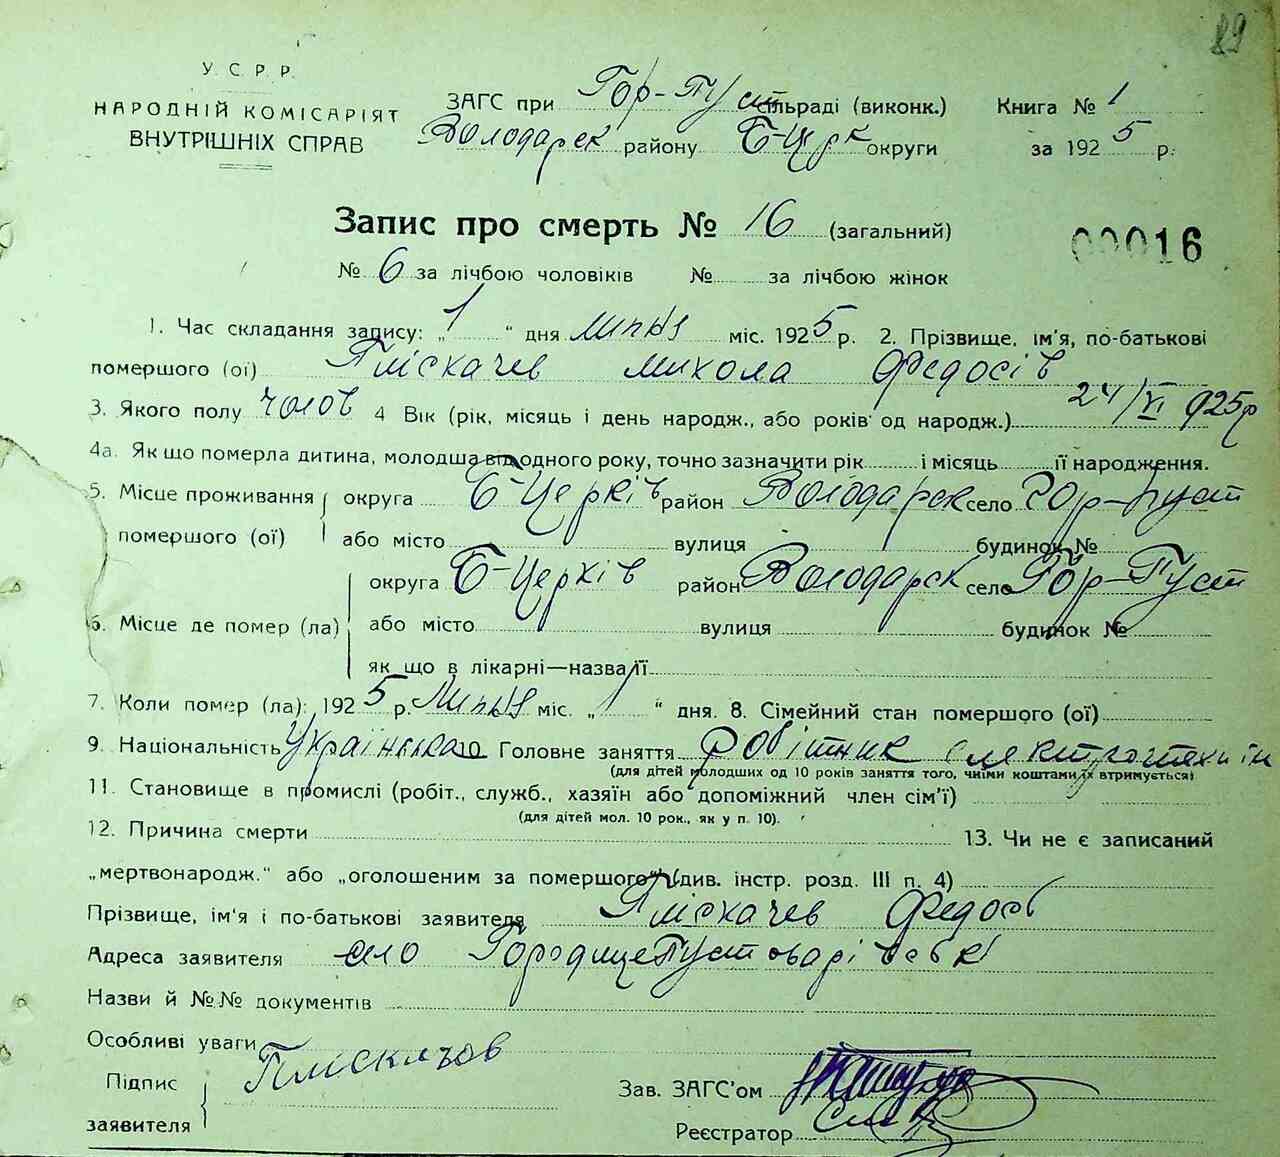 89
У. С. Р. Р.
НАРОДНІЙ КОМІСАРІЯТ
ВНУТРІШНІХ СПРАВ
ЗАГС при Гор-Пуст сільраді (виконк.)
Володарск району Б-Церк округи
Книга № 1
за 1925 р.
Запис про смерть № 16 (загальний)
00016
№ 6 за лічбою чоловіків № за лічбою жінок
1. Час складання запису: „1“ дня липня міс. 1925 р. 2. Прізвище, ім'я, по-батькові
помершого (ої) Пліскачев Микола Федосів
3. Якого полу чолов 4 Вік (рік, місяць і день народж., або років од народж.) 24/VI 925р
4а. Як що померла дитина, молодша від одного року, точно зазначити рік і місяць її народження.
5. Місце проживання округа Б-Церків район Володарск село Гор-Пуст
помершого (ої) або місто вулиця будинок №
округа Б-Церків район Володарск село Гор-Пуст
6. Місце де помер (ла) або місто вулиця будинок №
як що в лікарні—назва її
7. Коли помер (ла): 1925 р. Липня міс. „1“ дня. 8. Сімейний стан помершого (ої)
9. Національність Українська 10 Головне заняття робітник
(для дітей молодших од 10 років заняття того, чиїми коштами їх втримується)
11. Становище в промислі (робіт., служб., хазяїн або допоміжний член сім'ї)
(для дітей мол. 10 рок., як у п. 10).
12. Причина смерти 13. Чи не є записаний
„мертвонародж.“ або „оголошеним за помершого“ (див. інстр. розд. III п. 4)
Прізвище, ім'я і по-батькові заявителя Пліскачев Федось
Адреса заявителя село ГородищеПустоварівськ
Назви й №№ документів
Особливі уваги
Підпис
заявителя Плискачов
Зав. ЗАГС'ом
Реєстратор